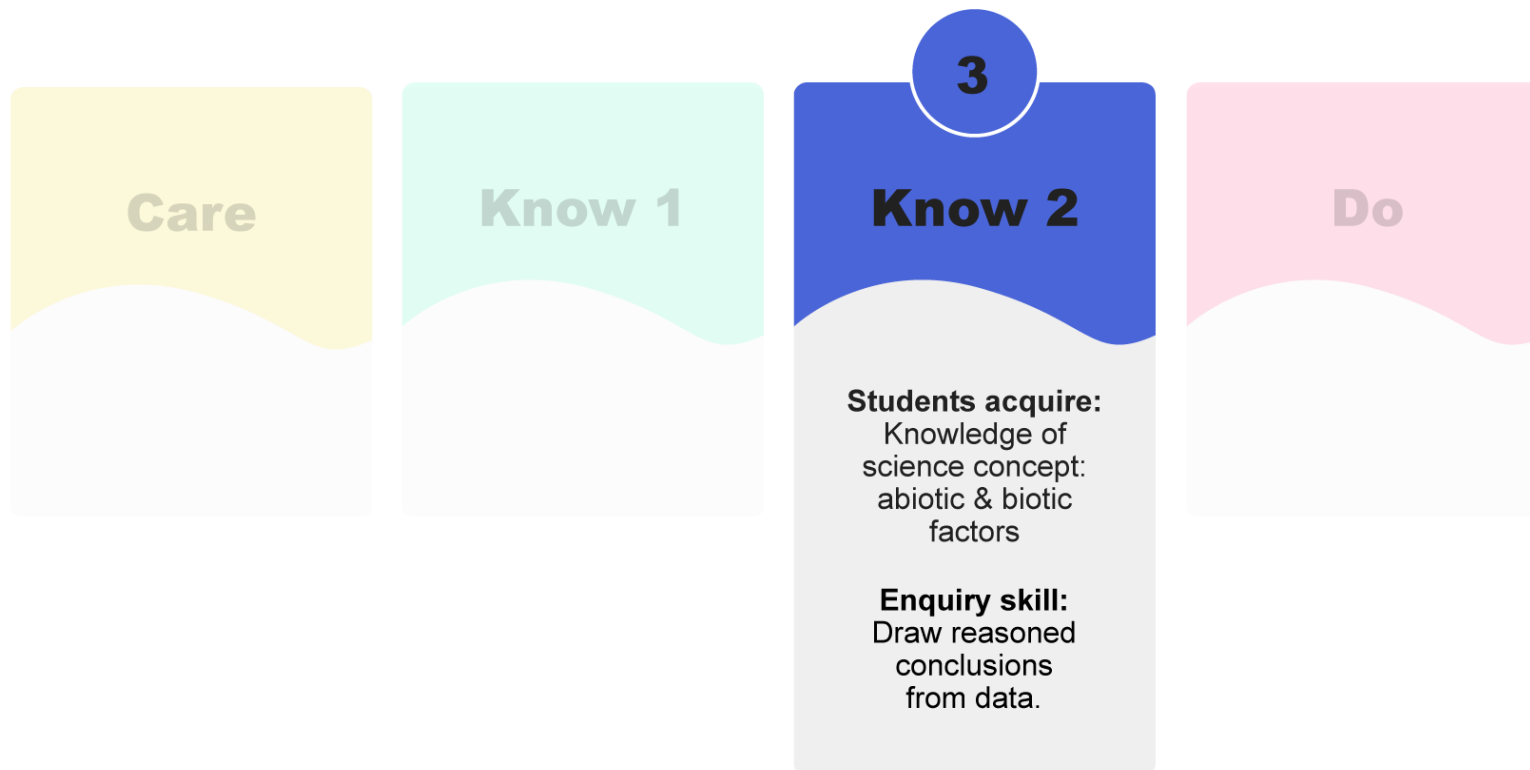 3
Care
Know 1
Know 2
Do
Students acquire:
Knowledge of
science concept:
abiotic & biotic
factors
Enquiry skill:
Draw reasoned
conclusions
from data.